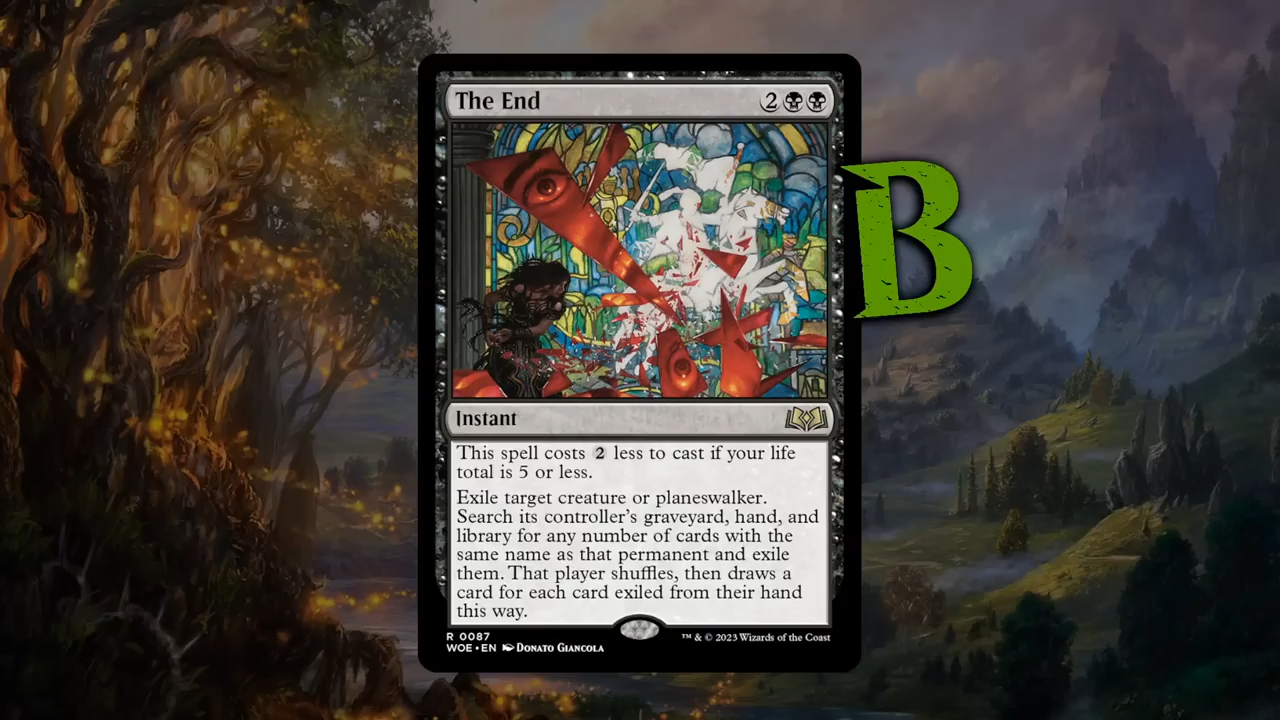 The End 2
B
Instant
This spell costs 2 less to cast if your life
total is 5 or less.
Exile target creature or planeswalker.
Search its controller's graveyard, hand, and
library for any number of cards with the
same name as that permanent and exile
them. That player shuffles, then draws a
card for each card exiled from their hand
this way.
R 0087
WOE • EN Donato Giancola
™ & © 2023 Wizards of the Coast